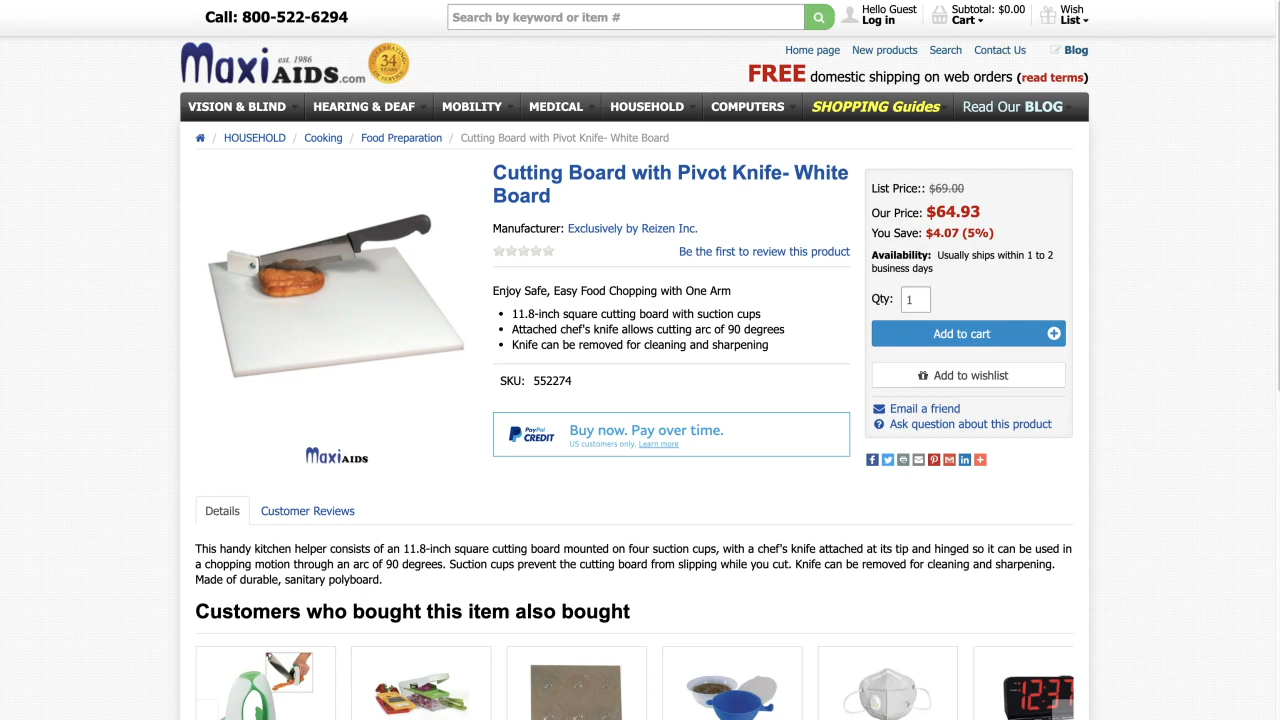 Call: 800-522-6294
Search by keyword or item #
Hello Guest
Log in
Subtotal: $0.00
Cart
Wish
List
Maxi AIDS.com
est. 1986
CELEBRATING
34
YEARS
OF SERVICE
Home page New products Search Contact Us Blog
FREE domestic shipping on web orders (read terms)
VISION & BLIND HEARING & DEAF MOBILITY MEDICAL HOUSEHOLD COMPUTERS SHOPPING Guides Read Our BLOG
/ HOUSEHOLD / Cooking / Food Preparation / Cutting Board with Pivot Knife- White Board
Cutting Board with Pivot Knife- White
Board
Manufacturer: Exclusively by Reizen Inc.
Be the first to review this product
Enjoy Safe, Easy Food Chopping with One Arm
• 11.8-inch square cutting board with suction cups
• Attached chef's knife allows cutting arc of 90 degrees
• Knife can be removed for cleaning and sharpening
SKU: 552274
PayPal
CREDIT
Buy now. Pay over time.
US customers only. Learn more
MaxiAIDS
List Price:: $69.00
Our Price: $64.93
You Save: $4.07 (5%)
Availability: Usually ships within 1 to 2
business days
Qty: 1
Add to cart
Add to wishlist
Email a friend
Ask question about this product
Details Customer Reviews
This handy kitchen helper consists of an 11.8-inch square cutting board mounted on four suction cups, with a chef's knife attached at its tip and hinged so it can be used in
a chopping motion through an arc of 90 degrees. Suction cups prevent the cutting board from slipping while you cut. Knife can be removed for cleaning and sharpening.
Made of durable, sanitary polyboard.
Customers who bought this item also bought
12:37